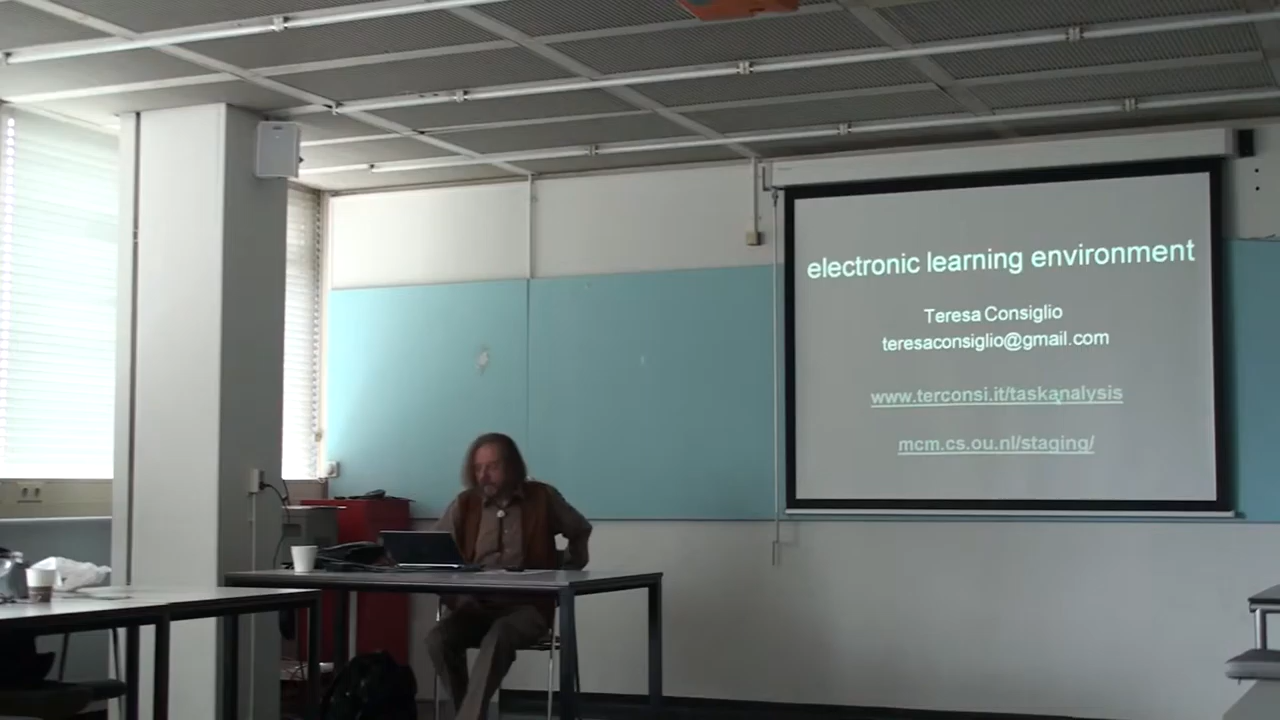 electronic learning environment
Teresa Consiglio
teresaconsiglio@gmail.com
www.terconsi.it/taskanalysis
mcm.cs.ou.nl/staging/